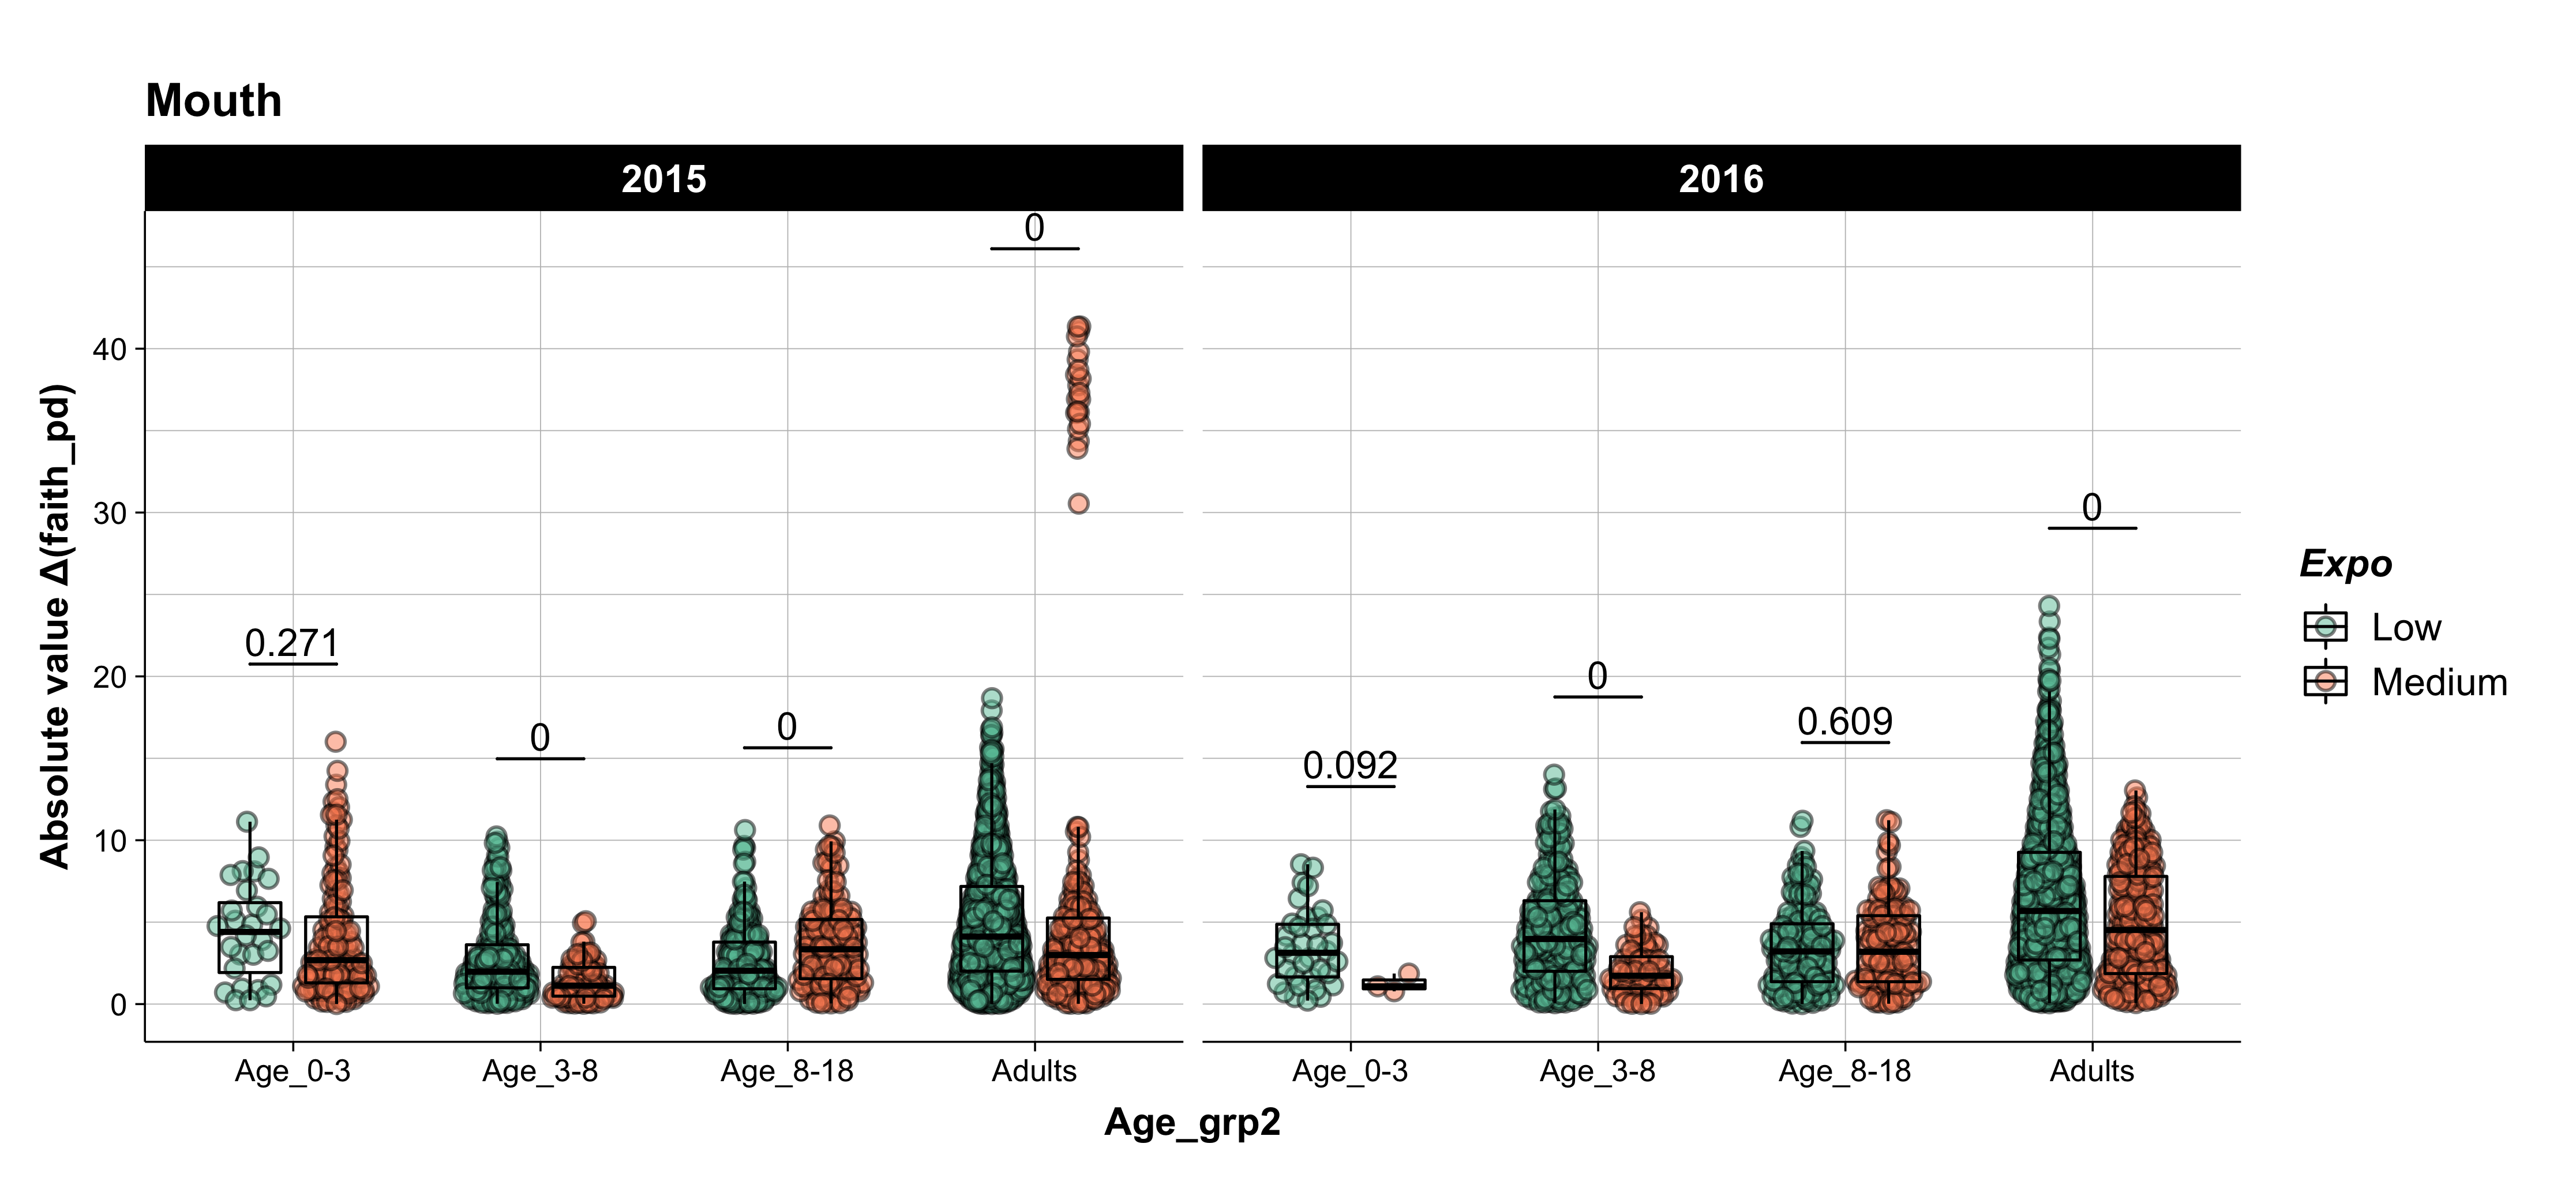 Mouth
2015
2016
0
40
30
20
10
0
0.271
0
0
0
0.092
0
0.609
Age_0-3
Age_3-8
Age_8-18
Adults
Age_0-3
Age_3-8
Age_8-18
Adults
Age_grp2
Absolute value Δ(faith_pd)
Expo
Low
Medium